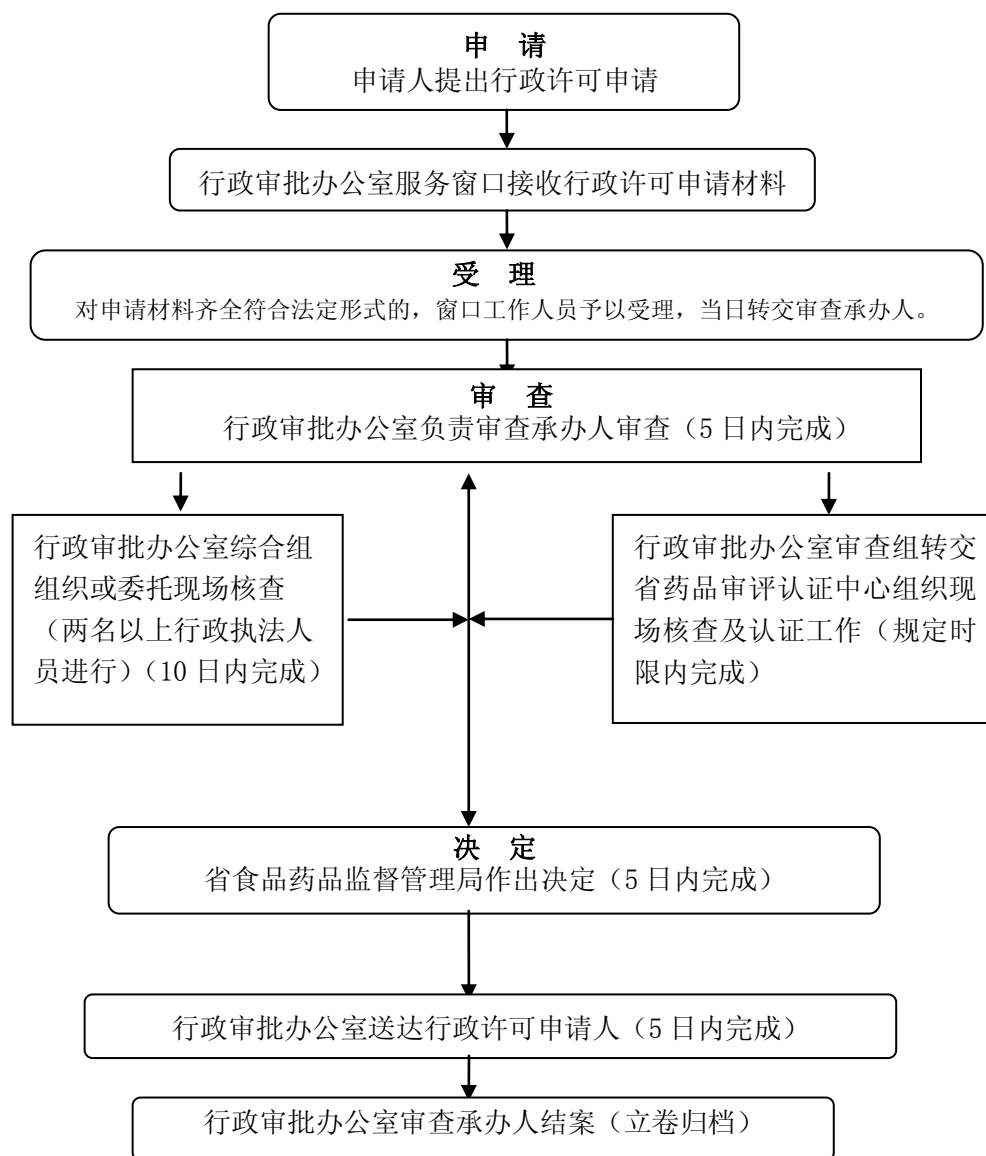 申 请
申请人提出行政许可申请
行政审批办公室服务窗口接收行政许可申请材料
受 理
对申请材料齐全符合法定形式的，窗口工作人员予以受理，当日转交审查承办人。
审 查
行政审批办公室负责审查承办人审查（5 日内完成）
行政审批办公室综合组
组织或委托现场核查
（两名以上行政执法人
员进行）（10 日内完成）
行政审批办公室审查组转交
省药品审评认证中心组织现
场核查及认证工作（规定时
限内完成）
决 定
省食品药品监督管理局作出决定（5 日内完成）
行政审批办公室送达行政许可申请人（5 日内完成）
行政审批办公室审查承办人结案（立卷归档）